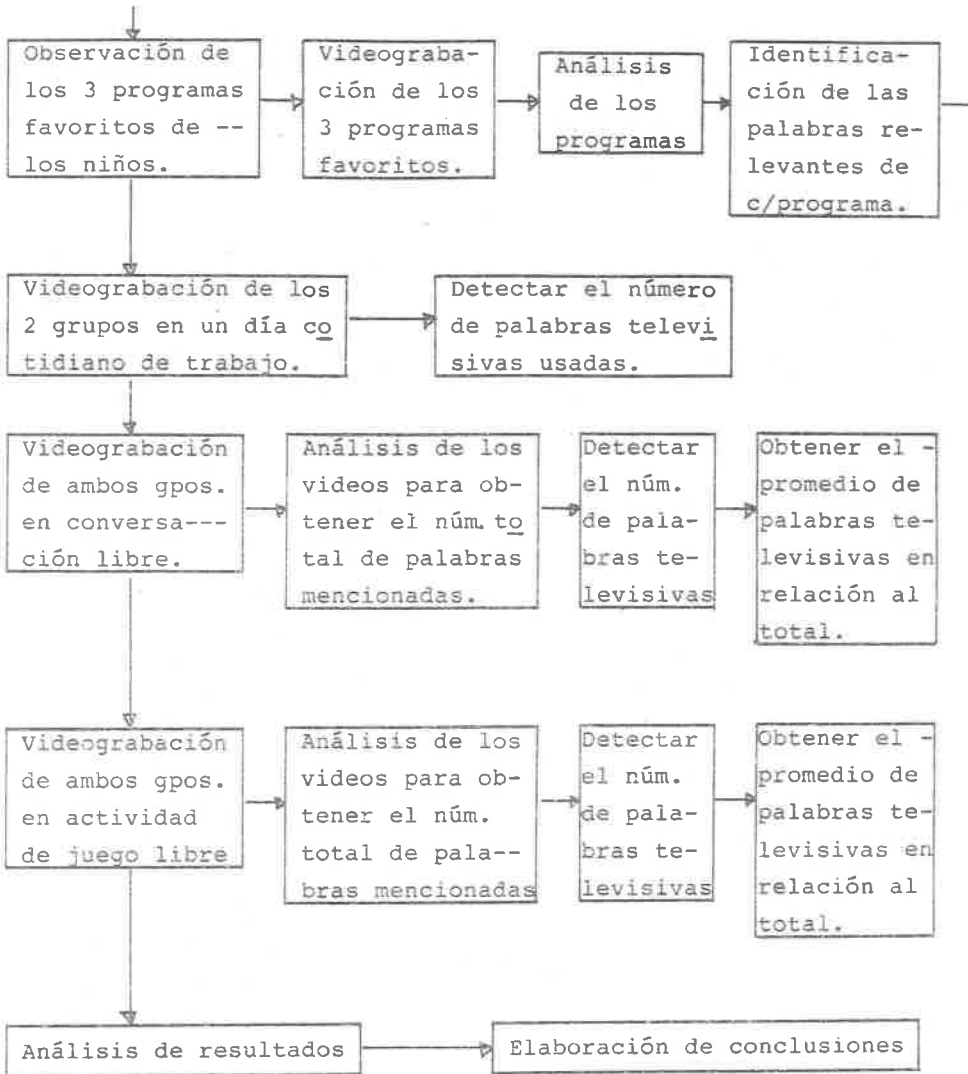 Observación de
los 3 programas
favoritos de --
los niños.
Videograba-
ción de los
3 programas
favoritos.
Análisis
de los
programas
Identifica-
ción de las
palabras re-
levantes de
c/programa.
Videograbación de los
2 grupos en un día co
tidiano de trabajo.
Detectar el número
de palabras televi
sivas usadas.
Videograbación
de ambos gpos.
en conversa---
ción libre.
Análisis de los
videos para ob-
tener el núm. to
tal de palabras
mencionadas.
Detectar
el núm.
de pala-
bras te-
levisivas
Obtener el -
promedio de
palabras te-
levisivas en
relación al
total.
Videograbación
de ambos gpos.
en actividad
de juego libre
Análisis de los
videos para ob-
tener el núm.
total de pala--
bras mencionadas
Detectar
el núm.
de pala-
bras te-
levisivas
Obtener el -
promedio de
palabras te-
levisivas en
relación al
total.
Análisis de resultados
Elaboración de conclusiones